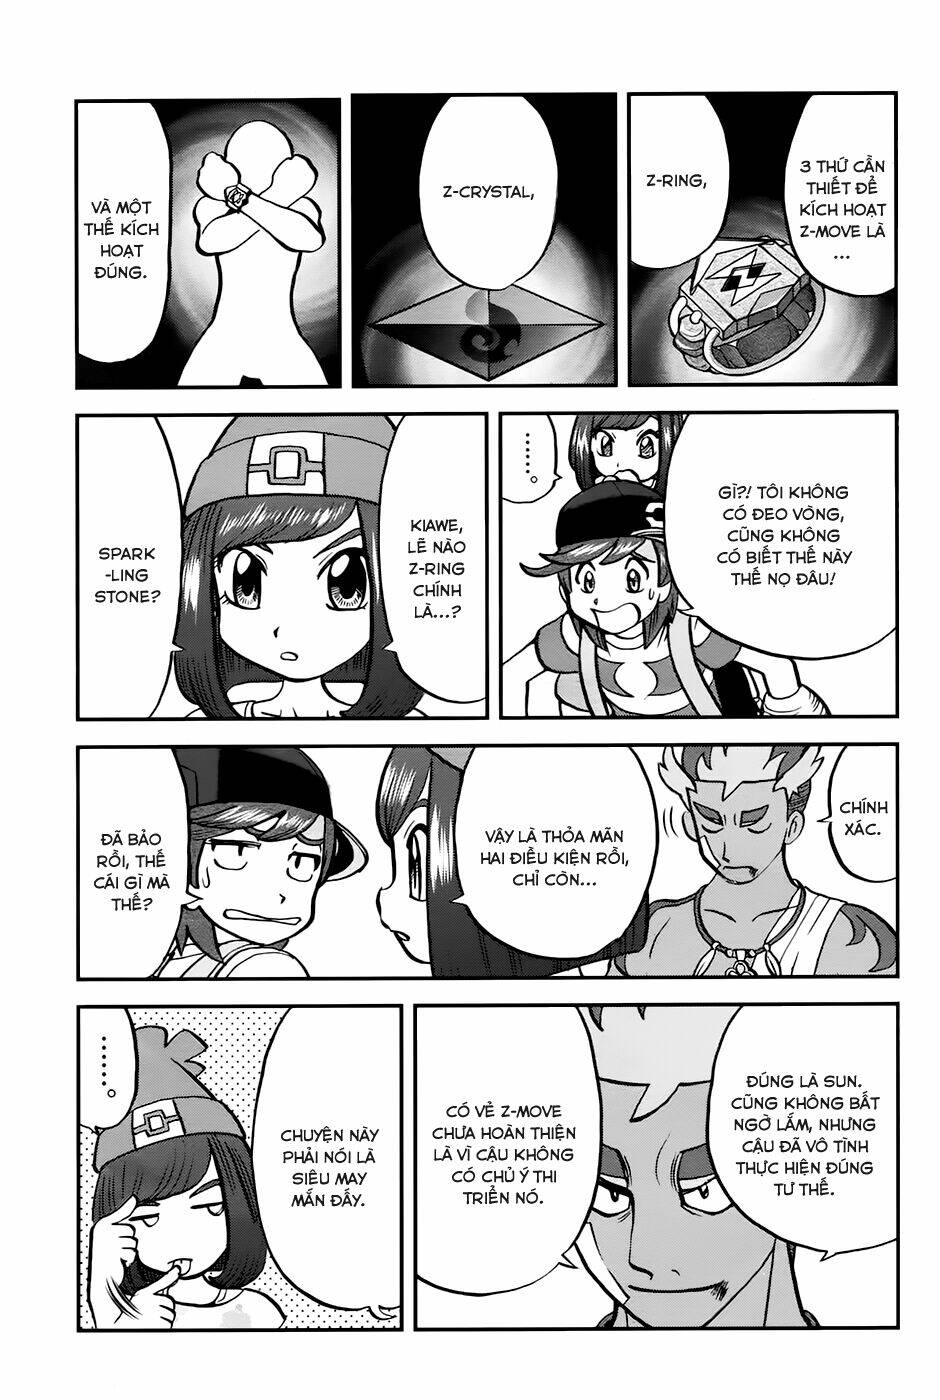 3 THỨ CẦN
THIẾT ĐỂ
KÍCH HOẠT
Z-MOVE LÀ
...
Z-RING,
Z-CRYSTAL,
VÀ MỘT
THẾ KÍCH
HOẠT
ĐÚNG.
GÌ?! TÔI KHÔNG
CÓ ĐEO VÒNG,
CŨNG KHÔNG
CÓ BIẾT THẾ NÀY
THẾ NỌ ĐÂU!
......
KIAWE,
LẼ NÀO
Z-RING
CHÍNH
LÀ...?
SPARK
-LING
STONE?
CHÍNH
XÁC.
VẬY LÀ THỎA MÃN
HAI ĐIỀU KIỆN RỒI,
CHỈ CÒN...
ĐÃ BẢO
RỒI, THẾ
CÁI GÌ MÀ
THẾ?
ĐÚNG LÀ SUN.
CŨNG KHÔNG BẤT
NGỜ LẮM, NHƯNG
CẬU ĐÃ VÔ TÌNH
THỰC HIỆN ĐÚNG
TƯ THẾ.
CÓ VẺ Z-MOVE
CHƯA HOÀN THIỆN
LÀ VÌ CẬU KHÔNG
CÓ CHỦ Ý THI
TRIỂN NÓ.
CHUYỆN NÀY
PHẢI NÓI LÀ
SIÊU MAY
MẮN ĐẤY.
......